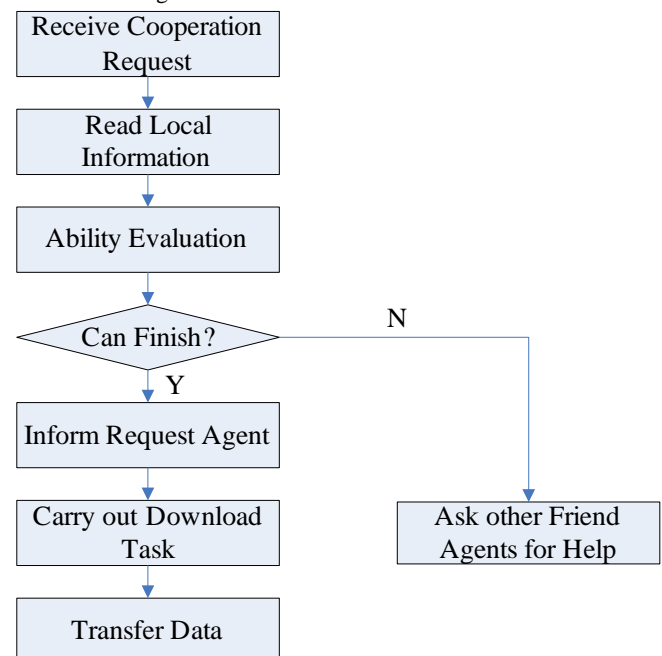 Receive Cooperation
Request
Read Local
Information
Ability Evaluation
Can Finish?
N
Y
Inform Request Agent
Carry out Download
Task
Ask other Friend
Agents for Help
Transfer Data